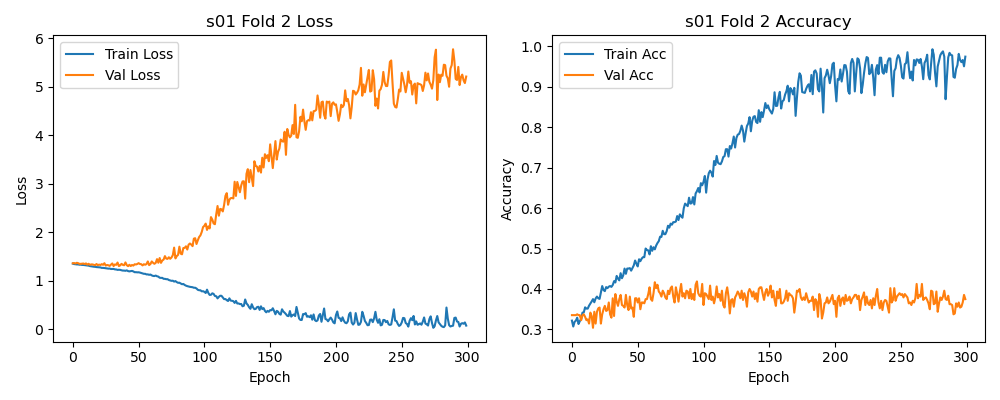 s01 Fold 2 Loss
Train Loss
Val Loss
6
5
4
3
2
1
0
Loss
0 50 100 150 200 250 300
Epoch
s01 Fold 2 Accuracy
Train Acc
Val Acc
1.0
0.9
0.8
0.7
0.6
0.5
0.4
0.3
Accuracy
0 50 100 150 200 250 300
Epoch